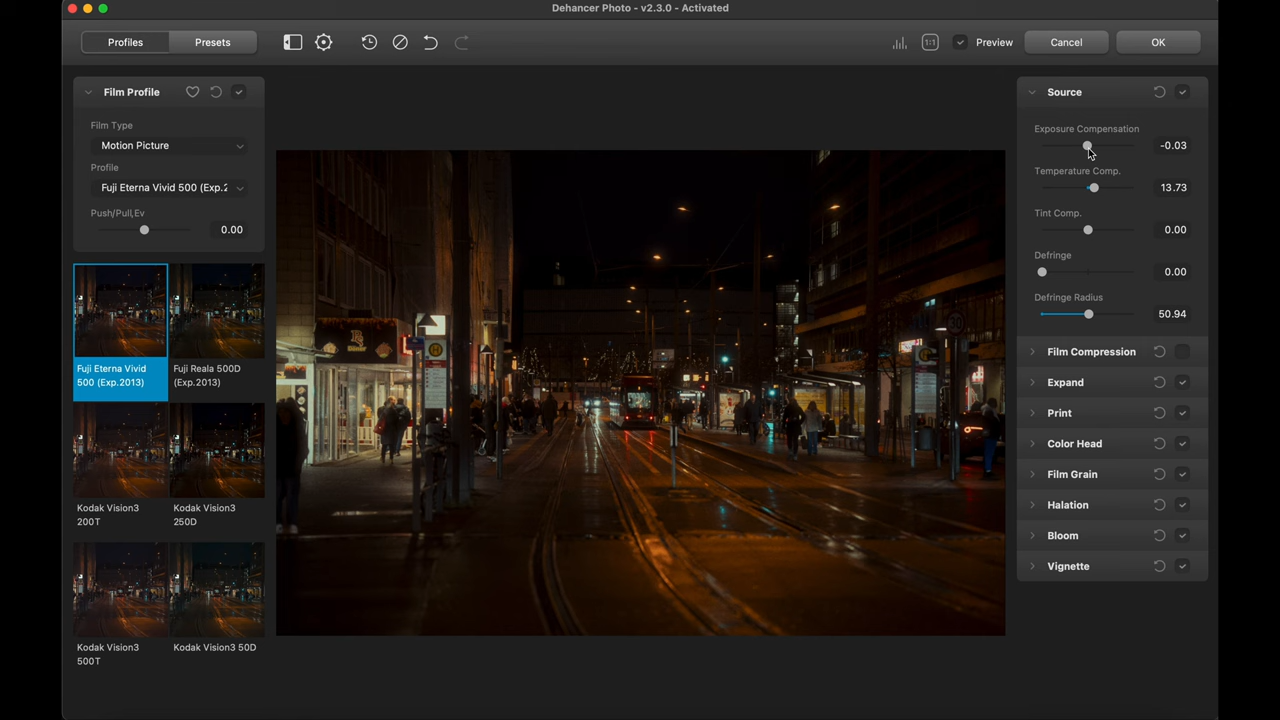 Dehancer Photo - v2.3.0 - Activated
Profiles
Presets
1:1
Preview
Cancel
OK
Film Profile
Film Type
Motion Picture
Profile
Fuji Eterna Vivid 500 (Exp.2
Push/Pull,Ev
0.00
Fuji Eterna Vivid
500 (Exp.2013)
Fuji Reala 500D
(Exp.2013)
Kodak Vision3
200T
Kodak Vision3
250D
Kodak Vision3
500T
Kodak Vision3 50D
Source
Exposure Compensation
-0.03
Temperature Comp.
13.73
Tint Comp.
0.00
Defringe
0.00
Defringe Radius
50.94
Film Compression
Expand
Print
Color Head
Film Grain
Halation
Bloom
Vignette